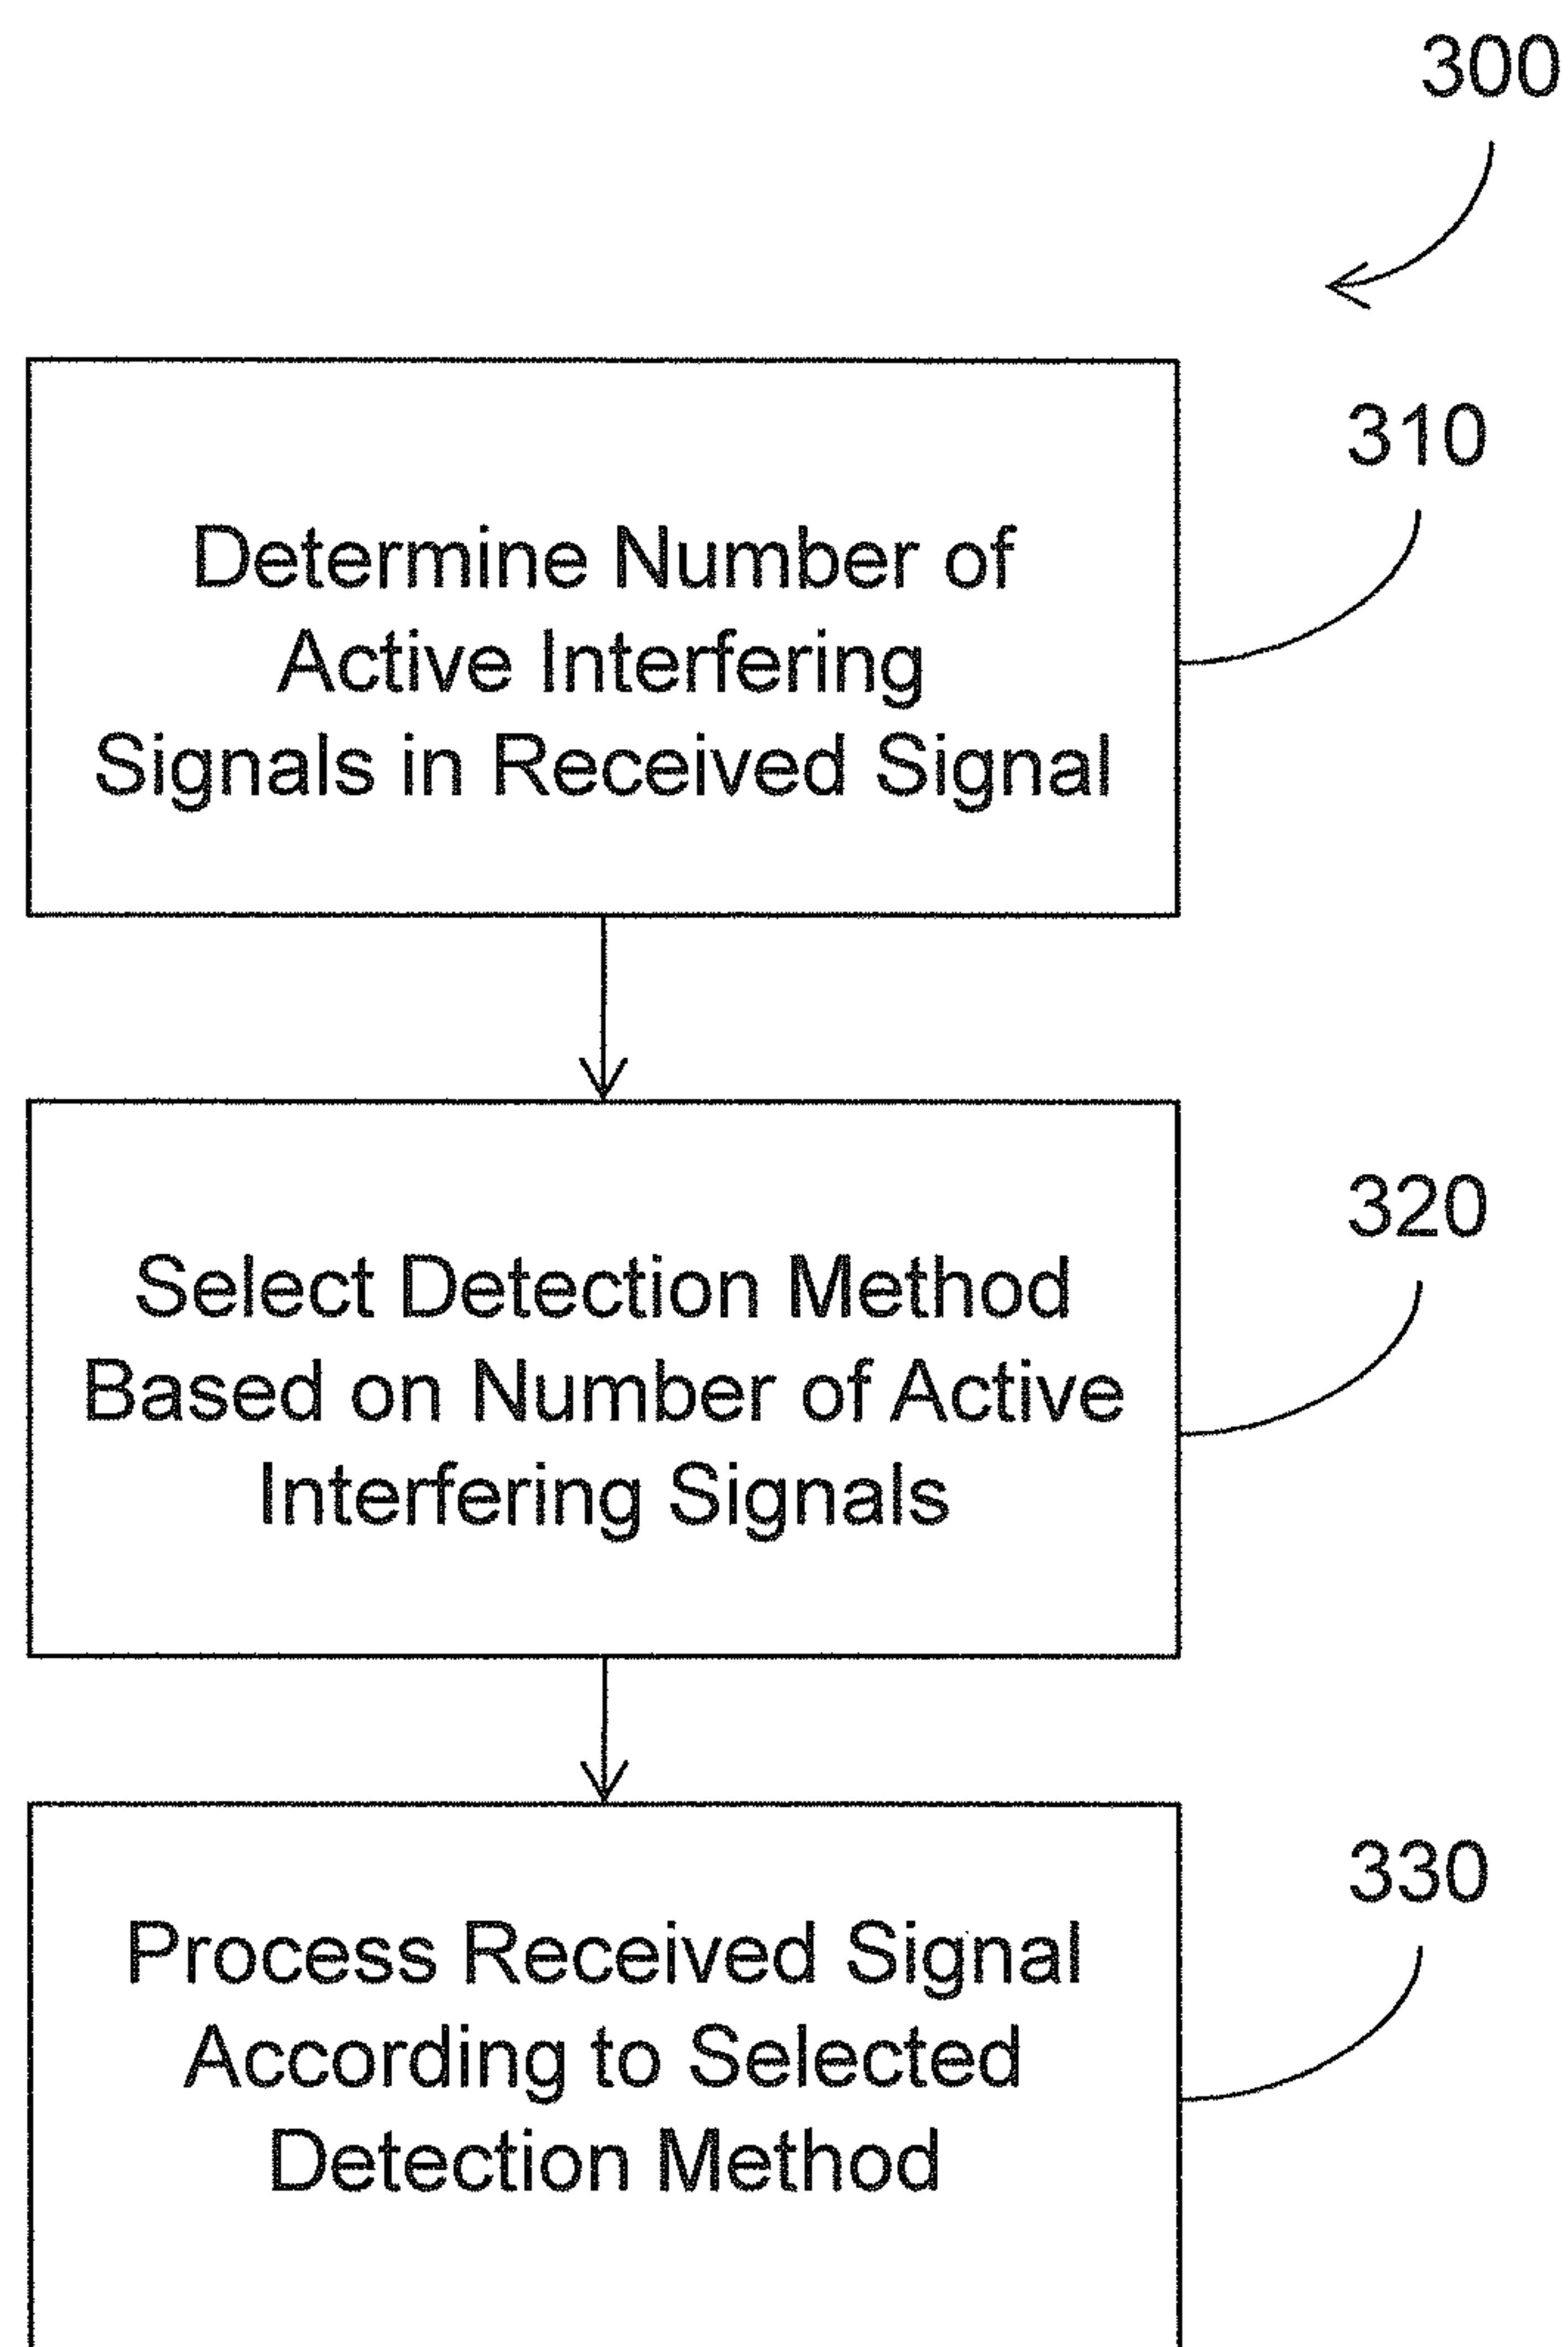 300
310
Determine Number of
Active Interfering
Signals in Received Signal
320
Select Detection Method
Based on Number of Active
Interfering Signals
330
Process Received Signal
According to Selected
Detection Method